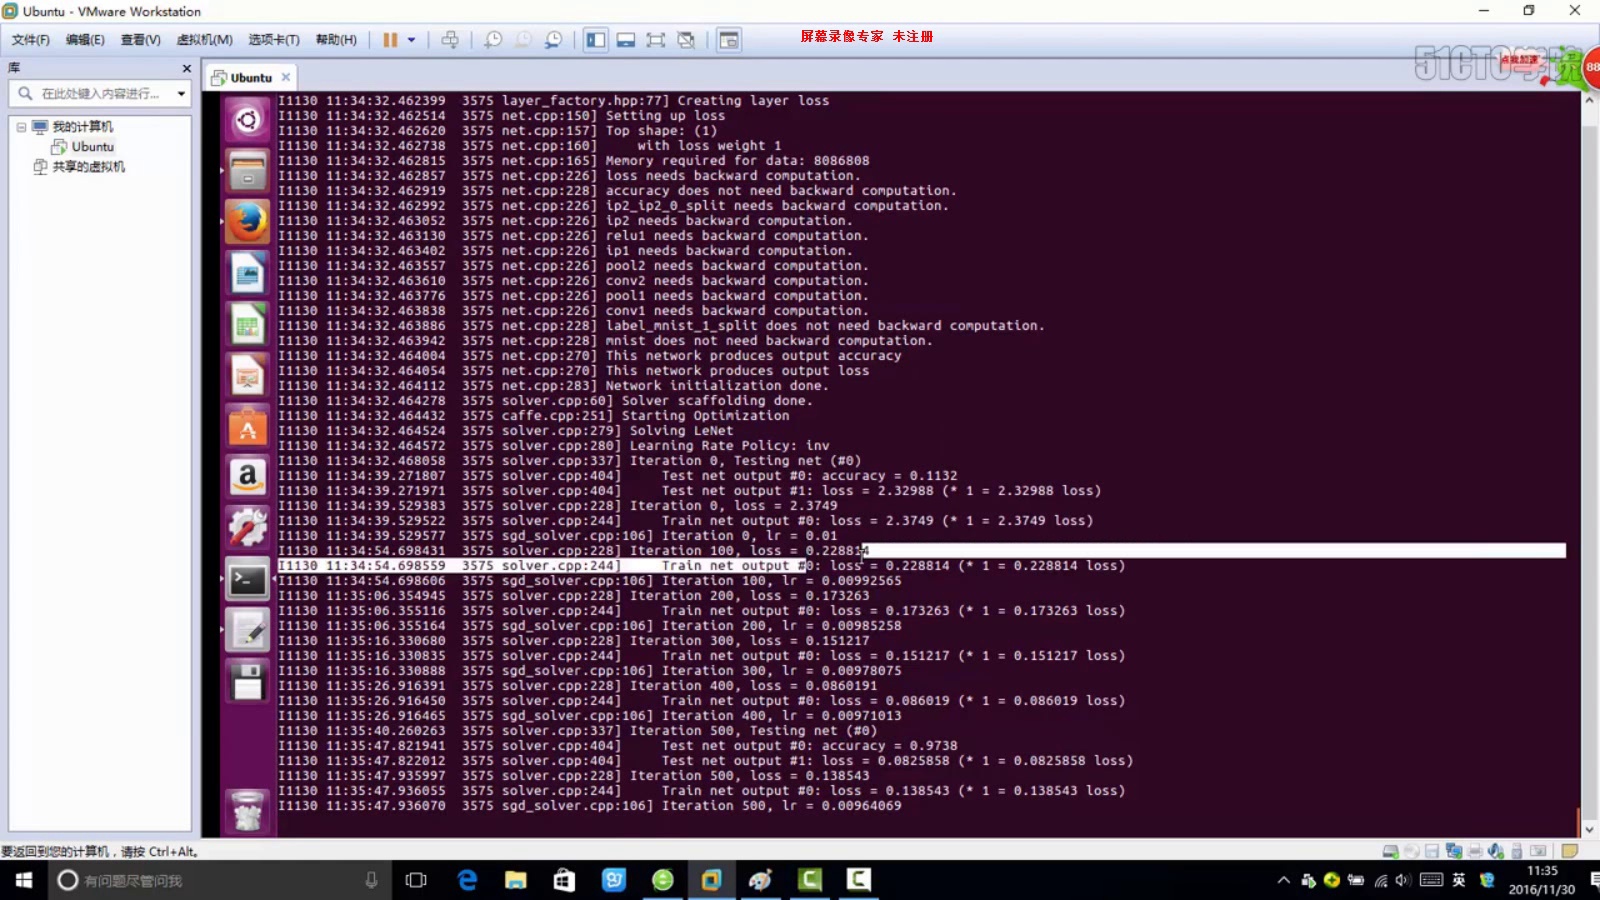 Ubuntu - VMware Workstation
文件(F) 编辑(E) 查看(V) 虚拟机(M) 选项卡(T) 帮助(H)
屏幕录像专家 未注册
51CTO学院
点我加速
88
库
Ubuntu
在此处键入内容进行...
我的计算机
Ubuntu
共享的虚拟机
I1130 11:34:32.462399  3575 layer_factory.hpp:77] Creating layer loss
I1130 11:34:32.462514  3575 net.cpp:150] Setting up loss
I1130 11:34:32.462620  3575 net.cpp:157] Top shape: (1)
I1130 11:34:32.462738  3575 net.cpp:160]     with loss weight 1
I1130 11:34:32.462815  3575 net.cpp:165] Memory required for data: 8086808
I1130 11:34:32.462857  3575 net.cpp:226] loss needs backward computation.
I1130 11:34:32.462919  3575 net.cpp:228] accuracy does not need backward computation.
I1130 11:34:32.462992  3575 net.cpp:226] ip2_ip2_0_split needs backward computation.
I1130 11:34:32.463052  3575 net.cpp:226] ip2 needs backward computation.
I1130 11:34:32.463130  3575 net.cpp:226] relu1 needs backward computation.
I1130 11:34:32.463402  3575 net.cpp:226] ip1 needs backward computation.
I1130 11:34:32.463557  3575 net.cpp:226] pool2 needs backward computation.
I1130 11:34:32.463610  3575 net.cpp:226] conv2 needs backward computation.
I1130 11:34:32.463776  3575 net.cpp:226] pool1 needs backward computation.
I1130 11:34:32.463838  3575 net.cpp:226] conv1 needs backward computation.
I1130 11:34:32.463886  3575 net.cpp:228] label_mnist_1_split does not need backward computation.
I1130 11:34:32.463942  3575 net.cpp:228] mnist does not need backward computation.
I1130 11:34:32.464004  3575 net.cpp:270] This network produces output accuracy
I1130 11:34:32.464054  3575 net.cpp:270] This network produces output loss
I1130 11:34:32.464112  3575 net.cpp:283] Network initialization done.
I1130 11:34:32.464278  3575 solver.cpp:60] Solver scaffolding done.
I1130 11:34:32.464432  3575 caffe.cpp:251] Starting Optimization
I1130 11:34:32.464524  3575 solver.cpp:279] Solving LeNet
I1130 11:34:32.464572  3575 solver.cpp:280] Learning Rate Policy: inv
I1130 11:34:32.468058  3575 solver.cpp:337] Iteration 0, Testing net (#0)
I1130 11:34:39.271807  3575 solver.cpp:404]     Test net output #0: accuracy = 0.1132
I1130 11:34:39.271971  3575 solver.cpp:404]     Test net output #1: loss = 2.32988 (* 1 = 2.32988 loss)
I1130 11:34:39.529383  3575 solver.cpp:228] Iteration 0, loss = 2.3749
I1130 11:34:39.529522  3575 solver.cpp:244]     Train net output #0: loss = 2.3749 (* 1 = 2.3749 loss)
I1130 11:34:39.529577  3575 sgd_solver.cpp:106] Iteration 0, lr = 0.01
I1130 11:34:54.698431  3575 solver.cpp:228] Iteration 100, loss = 0.228814
I1130 11:34:54.698559  3575 solver.cpp:244]     Train net output #0: loss = 0.228814 (* 1 = 0.228814 loss)
I1130 11:34:54.698606  3575 sgd_solver.cpp:106] Iteration 100, lr = 0.00992565
I1130 11:35:06.354945  3575 solver.cpp:228] Iteration 200, loss = 0.173263
I1130 11:35:06.355116  3575 solver.cpp:244]     Train net output #0: loss = 0.173263 (* 1 = 0.173263 loss)
I1130 11:35:06.355164  3575 sgd_solver.cpp:106] Iteration 200, lr = 0.00985258
I1130 11:35:16.330680  3575 solver.cpp:228] Iteration 300, loss = 0.151217
I1130 11:35:16.330835  3575 solver.cpp:244]     Train net output #0: loss = 0.151217 (* 1 = 0.151217 loss)
I1130 11:35:16.330888  3575 sgd_solver.cpp:106] Iteration 300, lr = 0.00978075
I1130 11:35:26.916391  3575 solver.cpp:228] Iteration 400, loss = 0.0860191
I1130 11:35:26.916450  3575 solver.cpp:244]     Train net output #0: loss = 0.086019 (* 1 = 0.086019 loss)
I1130 11:35:26.916465  3575 sgd_solver.cpp:106] Iteration 400, lr = 0.00971013
I1130 11:35:40.260263  3575 solver.cpp:337] Iteration 500, Testing net (#0)
I1130 11:35:47.821941  3575 solver.cpp:404]     Test net output #0: accuracy = 0.9738
I1130 11:35:47.822012  3575 solver.cpp:404]     Test net output #1: loss = 0.0825858 (* 1 = 0.0825858 loss)
I1130 11:35:47.935997  3575 solver.cpp:228] Iteration 500, loss = 0.138543
I1130 11:35:47.936055  3575 solver.cpp:244]     Train net output #0: loss = 0.138543 (* 1 = 0.138543 loss)
I1130 11:35:47.936070  3575 sgd_solver.cpp:106] Iteration 500, lr = 0.00964069
要返回到您的计算机，请按 Ctrl+Alt。
有问题尽管问我
英
11:35
2016/11/30